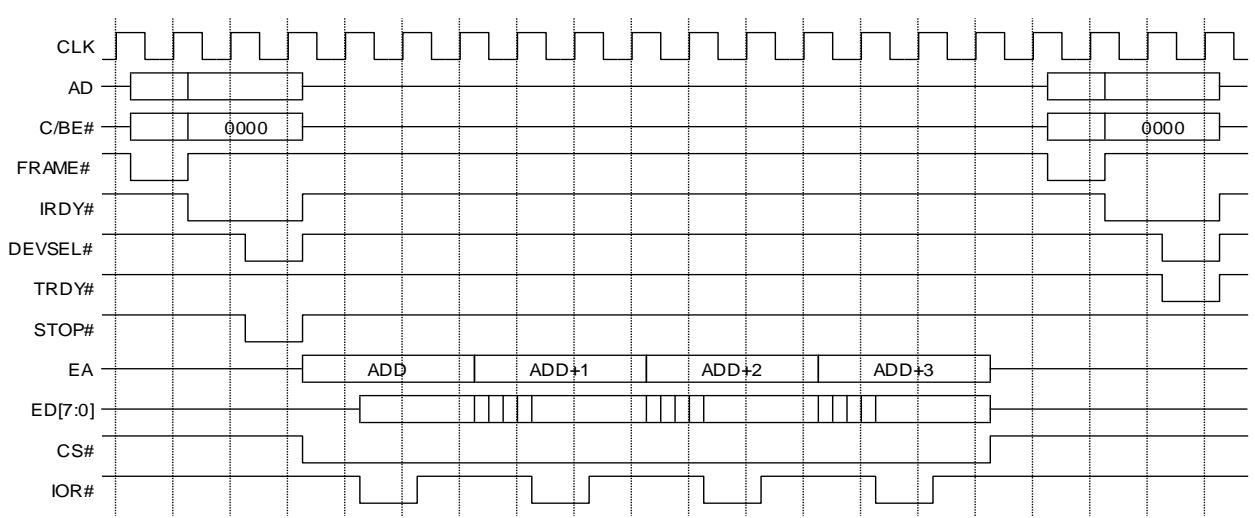 CLK
AD
C/BE# 0000 0000
FRAME#
IRDY#
DEVSEL#
TRDY#
STOP#
EA ADD ADD+1 ADD+2 ADD+3
ED[7:0]
CS#
IOR#